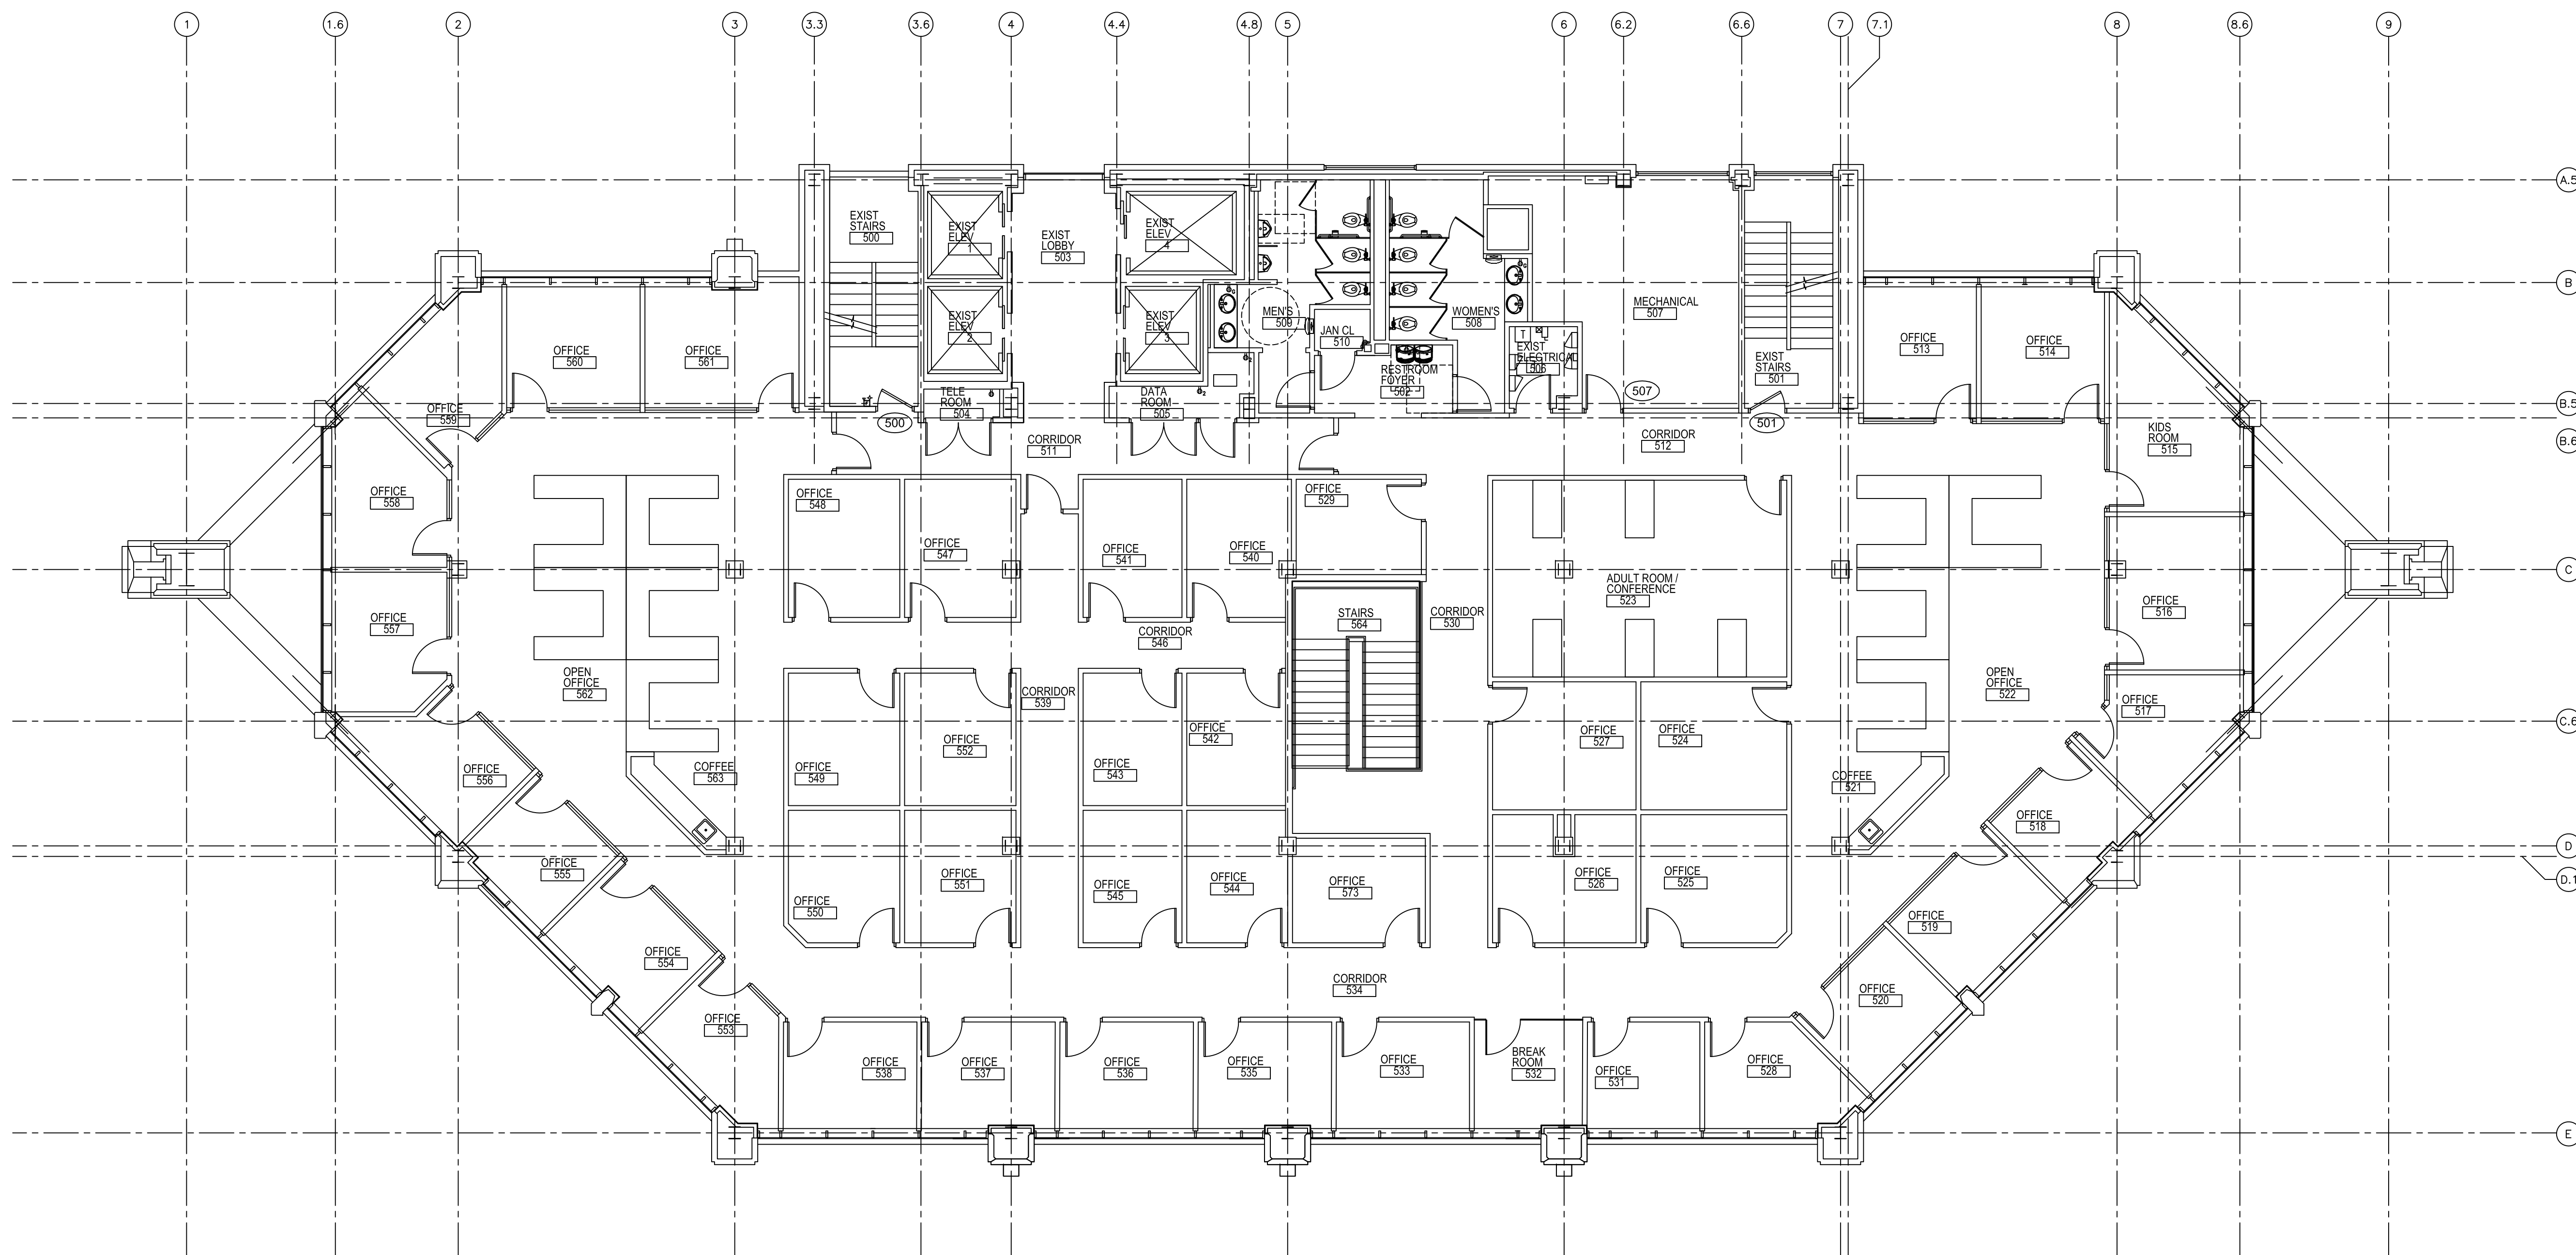 1
1.6
2
3
3.3
3.6
4
4.4
4.8
5
6
6.2
6.6
7
7.1
8
8.6
9
A.5
B
B.5
B.6
C
C.6
D
D.1
E
EXIST
STAIRS
500
EXIST
ELEV
1
EXIST
LOBBY
503
EXIST
ELEV
4
EXIST
ELEV
2
EXIST
ELEV
3
MEN'S
509
JAN CL
510
WOMEN'S
508
MECHANICAL
507
T
EXIST
ELECTRICAL
506
RESTROOM
FOYER
502
EXIST
STAIRS
501
OFFICE
513
OFFICE
514
OFFICE
560
OFFICE
561
TELE
ROOM
504
DATA
ROOM
505
507
500
501
OFFICE
559
CORRIDOR
511
CORRIDOR
512
KIDS
ROOM
515
OFFICE
558
OFFICE
548
OFFICE
547
OFFICE
541
OFFICE
540
OFFICE
529
ADULT ROOM /
CONFERENCE
523
OFFICE
516
OFFICE
557
STAIRS
564
CORRIDOR
530
CORRIDOR
546
OPEN
OFFICE
562
CORRIDOR
539
OPEN
OFFICE
522
OFFICE
517
OFFICE
552
OFFICE
542
OFFICE
527
OFFICE
524
OFFICE
556
COFFEE
563
OFFICE
549
OFFICE
543
COFFEE
521
OFFICE
518
OFFICE
555
OFFICE
551
OFFICE
545
OFFICE
544
OFFICE
573
OFFICE
526
OFFICE
525
OFFICE
550
OFFICE
519
OFFICE
554
CORRIDOR
534
OFFICE
520
OFFICE
553
OFFICE
538
OFFICE
537
OFFICE
536
OFFICE
535
OFFICE
533
BREAK
ROOM
532
OFFICE
531
OFFICE
528